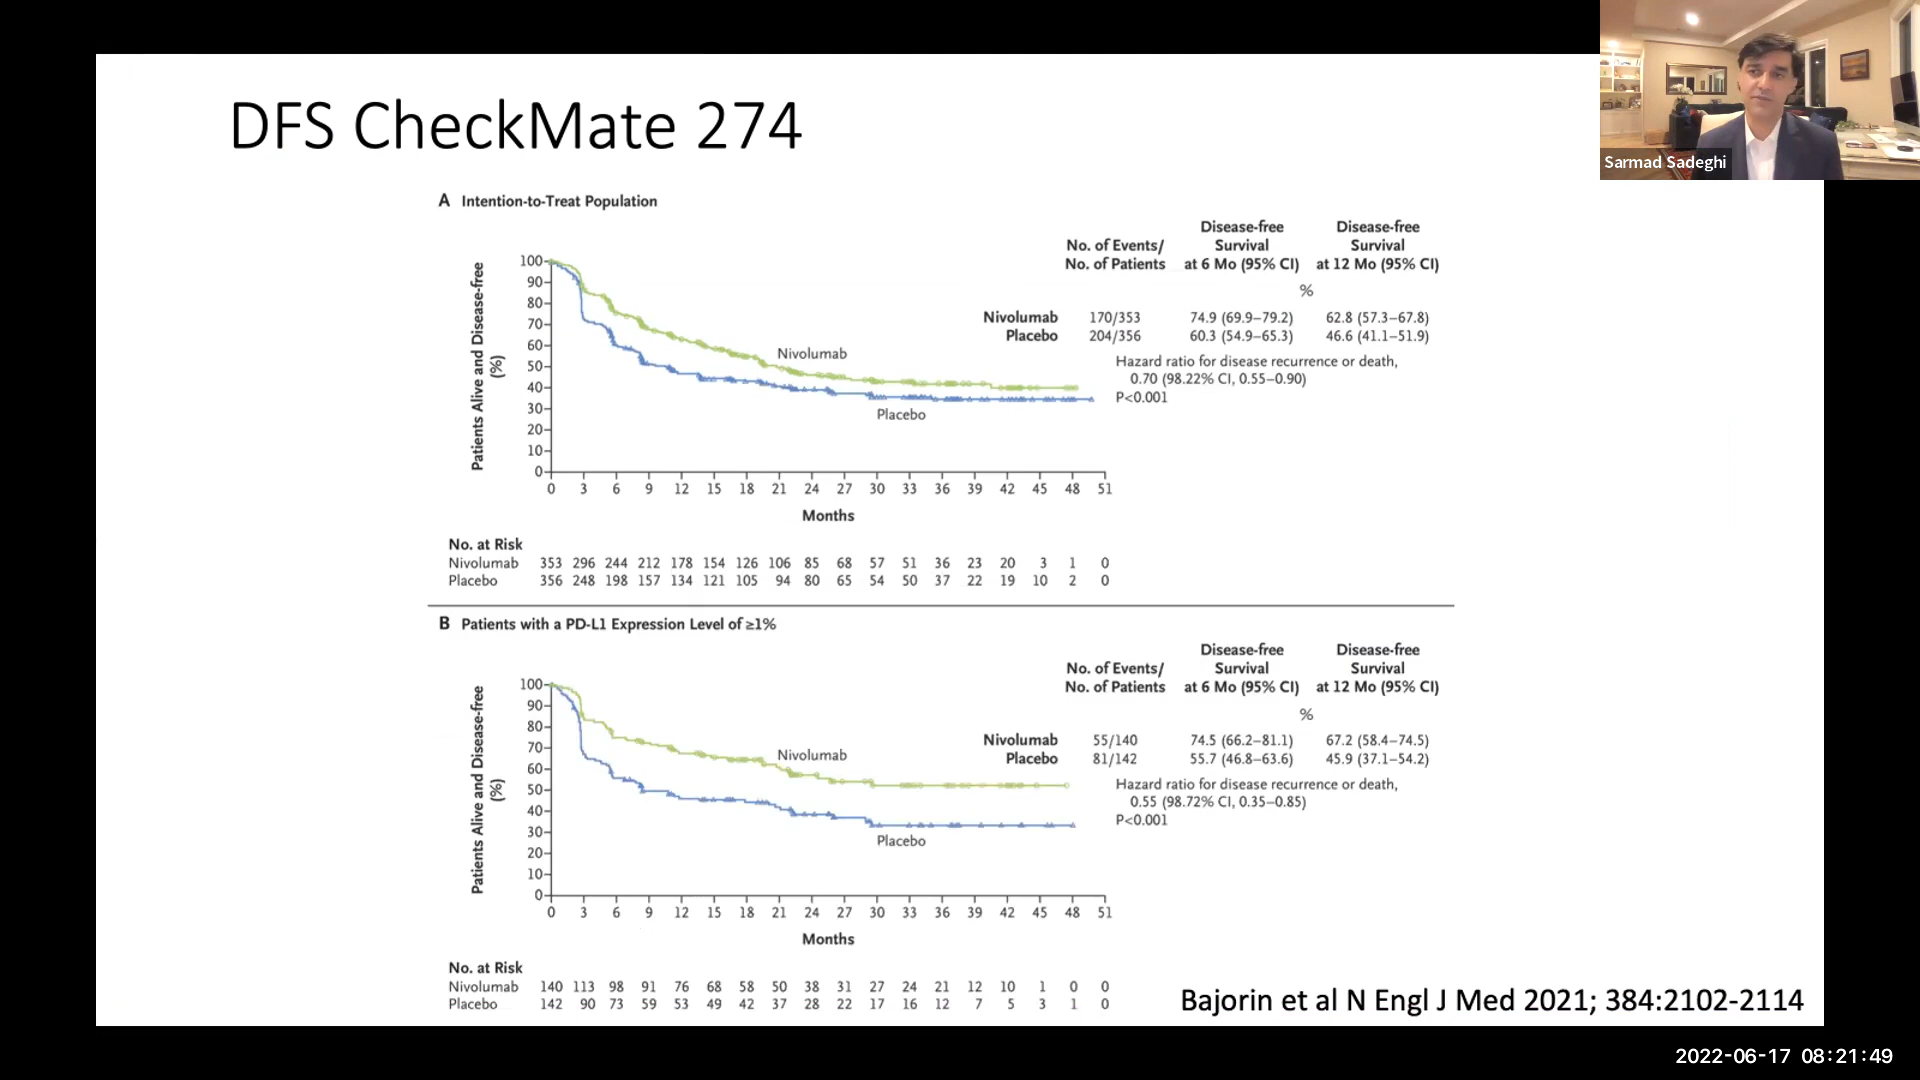 DFS CheckMate 274
Sarmad Sadeghi
A Intention-to-Treat Population
No. of Events/
No. of Patients
Disease-free
Survival
at 6 Mo (95% CI)
Disease-free
Survival
at 12 Mo (95% CI)
%
Nivolumab 170/353 74.9 (69.9–79.2) 62.8 (57.3–67.8)
Placebo 204/356 60.3 (54.9–65.3) 46.6 (41.1–51.9)
Hazard ratio for disease recurrence or death,
0.70 (98.22% CI, 0.55–0.90)
P<0.001
Patients Alive and Disease-free
(%)
100
90
80
70
60
50
40
30
20
10
0
Nivolumab
Placebo
0 3 6 9 12 15 18 21 24 27 30 33 36 39 42 45 48 51
Months
No. at Risk
Nivolumab 353 296 244 212 178 154 126 106 85 68 57 51 36 23 20 3 1 0
Placebo 356 248 198 157 134 121 105 94 80 65 54 50 37 22 19 10 2 0
B Patients with a PD-L1 Expression Level of ≥1%
No. of Events/
No. of Patients
Disease-free
Survival
at 6 Mo (95% CI)
Disease-free
Survival
at 12 Mo (95% CI)
%
Nivolumab 55/140 74.5 (66.2–81.1) 67.2 (58.4–74.5)
Placebo 81/142 55.7 (46.8–63.6) 45.9 (37.1–54.2)
Hazard ratio for disease recurrence or death,
0.55 (98.72% CI, 0.35–0.85)
P<0.001
Patients Alive and Disease-free
(%)
100
90
80
70
60
50
40
30
20
10
0
Nivolumab
Placebo
0 3 6 9 12 15 18 21 24 27 30 33 36 39 42 45 48 51
Months
No. at Risk
Nivolumab 140 113 98 91 76 68 58 50 38 31 27 24 21 12 10 1 0 0
Placebo 142 90 73 59 53 49 42 37 28 22 17 16 12 7 5 3 1 0
Bajorin et al N Engl J Med 2021; 384:2102-2114
2022-06-17 08:21:49